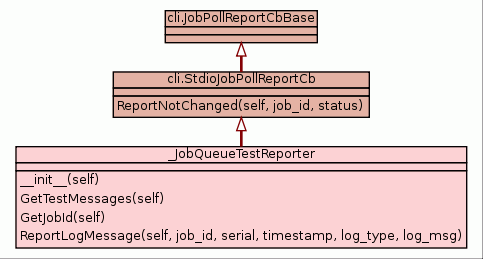 cli.JobPollReportCbBase
cli.StdioJobPollReportCb
ReportNotChanged(self, job_id, status)
_JobQueueTestReporter
__init__(self)
GetTestMessages(self)
GetJobId(self)
ReportLogMessage(self, job_id, serial, timestamp, log_type, log_msg)